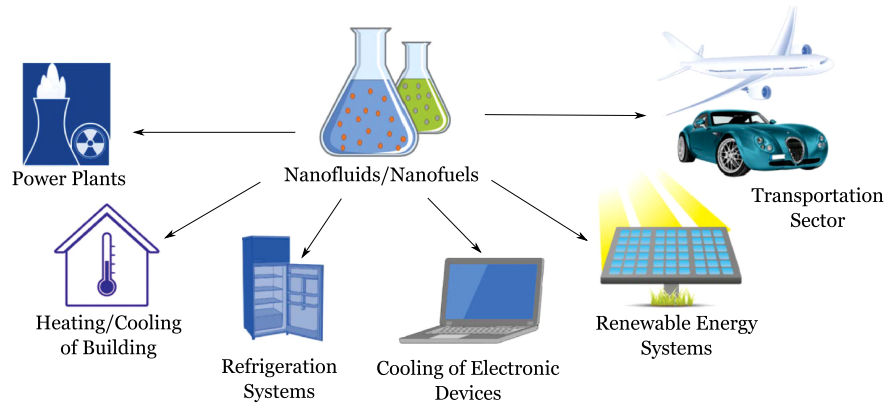 Nanofluids/Nanofuels
Power Plants
Transportation
Sector
Heating/Cooling
of Building
Refrigeration
Systems
Cooling of Electronic
Devices
Renewable Energy
Systems